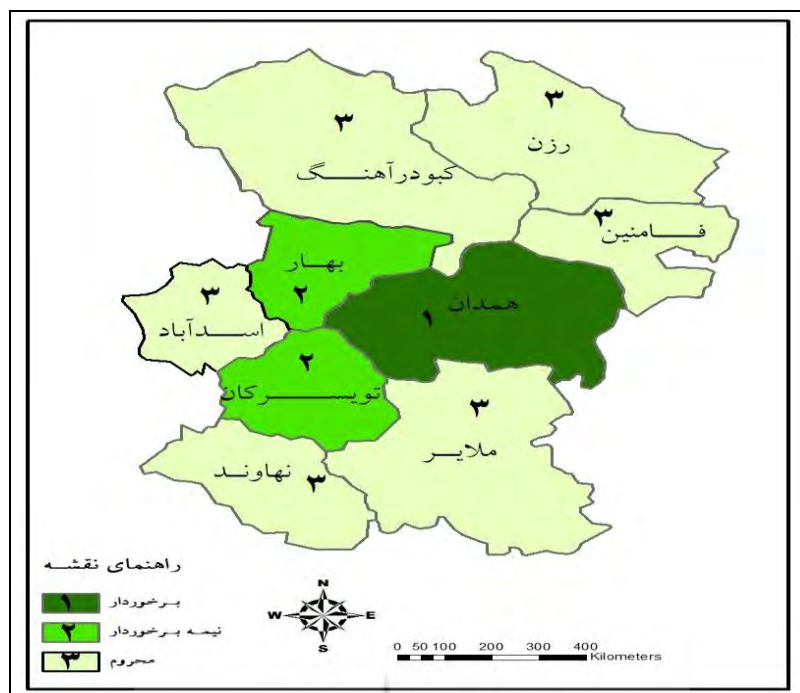 ۳
رزن
۳
کبودرآهنگ
۳
فامنین
بهار
۲
همدان
۱
۳
اسدآباد
۲
تویسرکان
۳
ملایر
نهاوند
۳
راهنمای نقشه
۱ برخوردار
۲ نیمه برخوردار
۳ محروم
N
W E
S
0 50 100 200 300 400
Kilometers